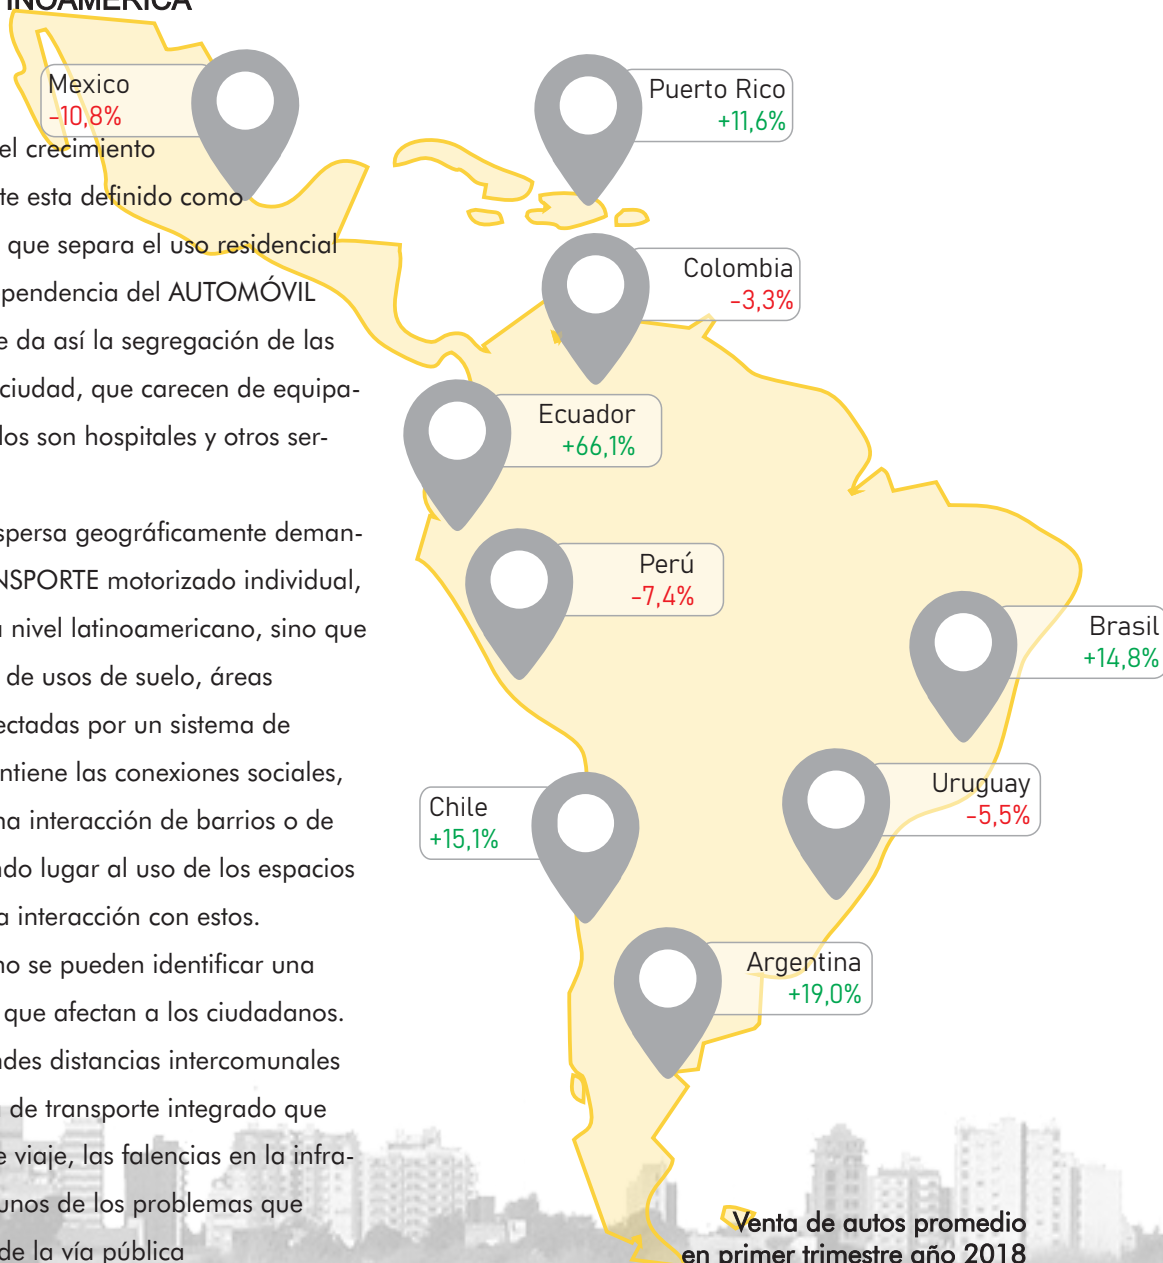 INOAMERICA
Mexico
-10,8%
Puerto Rico
+11,6%
Colombia
-3,3%
Ecuador
+66,1%
Perú
-7,4%
Brasil
+14,8%
Uruguay
-5,5%
Chile
+15,1%
Argentina
+19,0%
el crecimiento
te esta definido como
que separa el uso residencial
pendencia del AUTOMÓVIL
e da así la segregación de las
ciudad, que carecen de equipa-
los son hospitales y otros ser-
spersa geográficamente deman-
NSPORTE motorizado individual,
a nivel latinoamericano, sino que
de usos de suelo, áreas
ectadas por un sistema de
ntiene las conexiones sociales,
na interacción de barrios o de
ndo lugar al uso de los espacios
a interacción con estos.
no se pueden identificar una
que afectan a los ciudadanos.
ndes distancias intercomunales
de transporte integrado que
e viaje, las falencias en la infra-
unos de los problemas que
de la vía pública
Venta de autos promedio
en primer trimestre año 2018